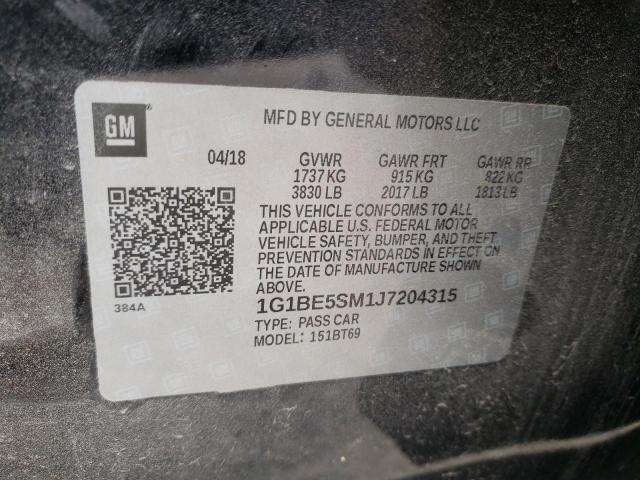 GM
MFD BY GENERAL MOTORS LLC
04/18 GVWR GAWR FRT GAWR RR
1737 KG 915 KG 822 KG
3830 LB 2017 LB 1813 LB
THIS VEHICLE CONFORMS TO ALL
APPLICABLE U.S. FEDERAL MOTOR
VEHICLE SAFETY, BUMPER, AND THEFT
PREVENTION STANDARDS IN EFFECT ON
THE DATE OF MANUFACTURE SHOWN
ABOVE.
384A
1G1BE5SM1J7204315
TYPE: PASS CAR
MODEL: 151BT69